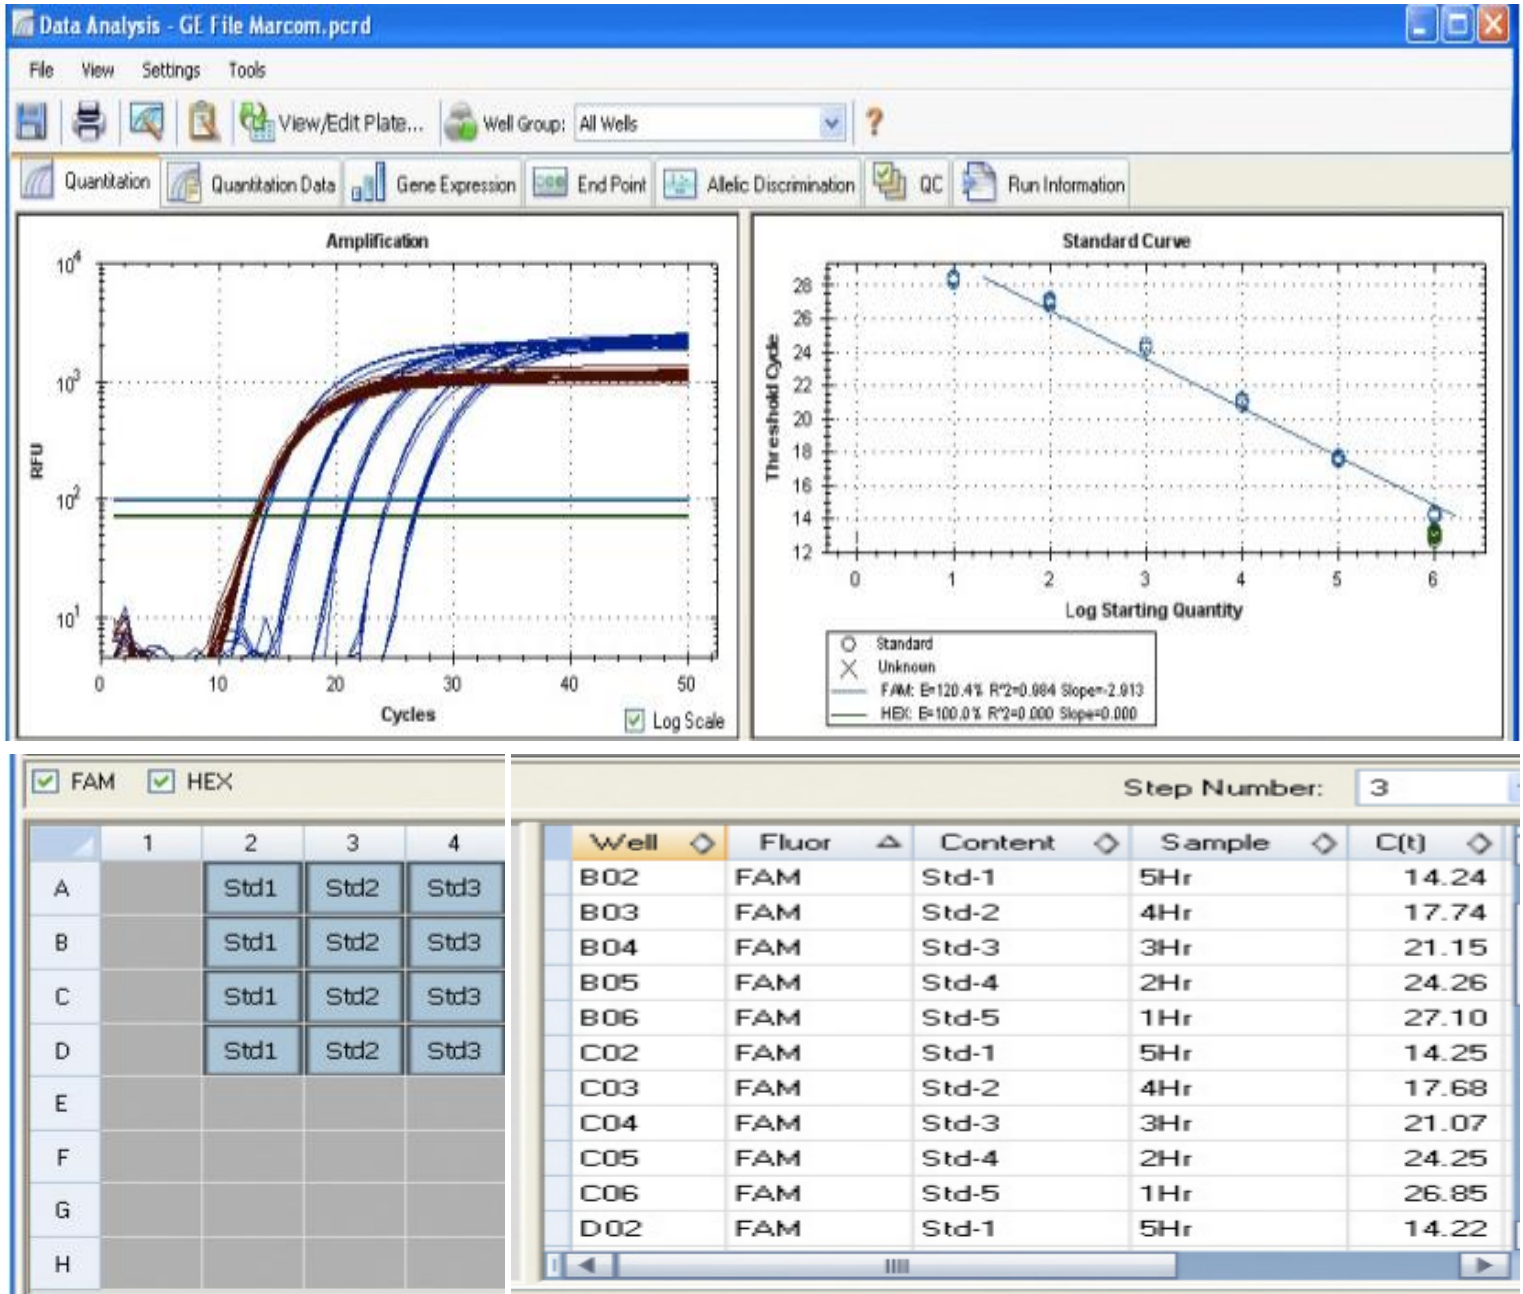 Data Analysis - GE File Marcom.pcrd
File View Settings Tools
View/Edit Plate... Well Group: All Wells ?
Quantitation Quantitation Data Gene Expression End Point Allelic Discrimination QC Run Information
Amplification
10^4
10^3
10^2
10^1
RFU
0 10 20 30 40 50
Cycles
Log Scale
Standard Curve
28
26
24
22
20
18
16
14
12
Threshold Cycle
0 1 2 3 4 5 6
Log Starting Quantity
Standard
Unknown
FAM: E=120.4% R^2=0.984 Slope=-2.913
HEX: E=100.0% R^2=0.000 Slope=0.000
FAM HEX
1 2 3 4
A Std1 Std2 Std3
B Std1 Std2 Std3
C Std1 Std2 Std3
D Std1 Std2 Std3
E
F
G
H
Step Number: 3
Well Fluor Content Sample C(t)
B02 FAM Std-1 5Hr 14.24
B03 FAM Std-2 4Hr 17.74
B04 FAM Std-3 3Hr 21.15
B05 FAM Std-4 2Hr 24.26
B06 FAM Std-5 1Hr 27.10
C02 FAM Std-1 5Hr 14.25
C03 FAM Std-2 4Hr 17.68
C04 FAM Std-3 3Hr 21.07
C05 FAM Std-4 2Hr 24.25
C06 FAM Std-5 1Hr 26.85
D02 FAM Std-1 5Hr 14.22